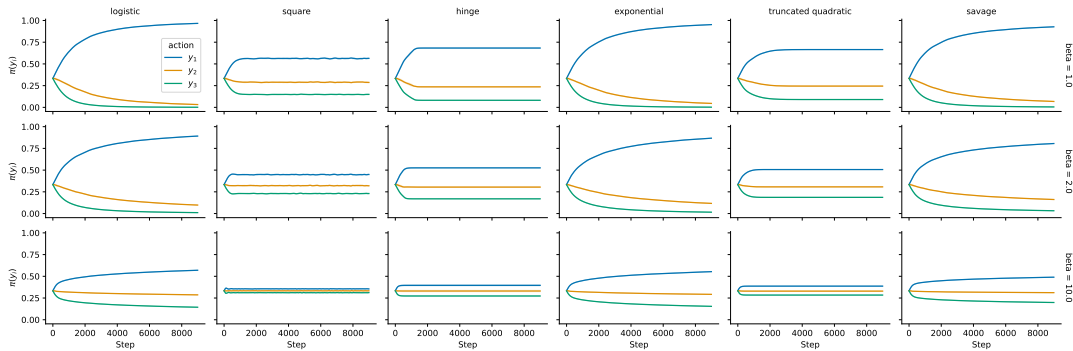 logistic square hinge exponential truncated quadratic savage
1.00
0.75
0.50
0.25
0.00
π(yᵢ)
action
y₁
y₂
y₃
beta = 1.0
1.00
0.75
0.50
0.25
0.00
π(yᵢ)
beta = 2.0
1.00
0.75
0.50
0.25
0.00
π(yᵢ)
beta = 10.0
0 2000 4000 6000 8000 0 2000 4000 6000 8000 0 2000 4000 6000 8000 0 2000 4000 6000 8000 0 2000 4000 6000 8000 0 2000 4000 6000 8000
Step Step Step Step Step Step